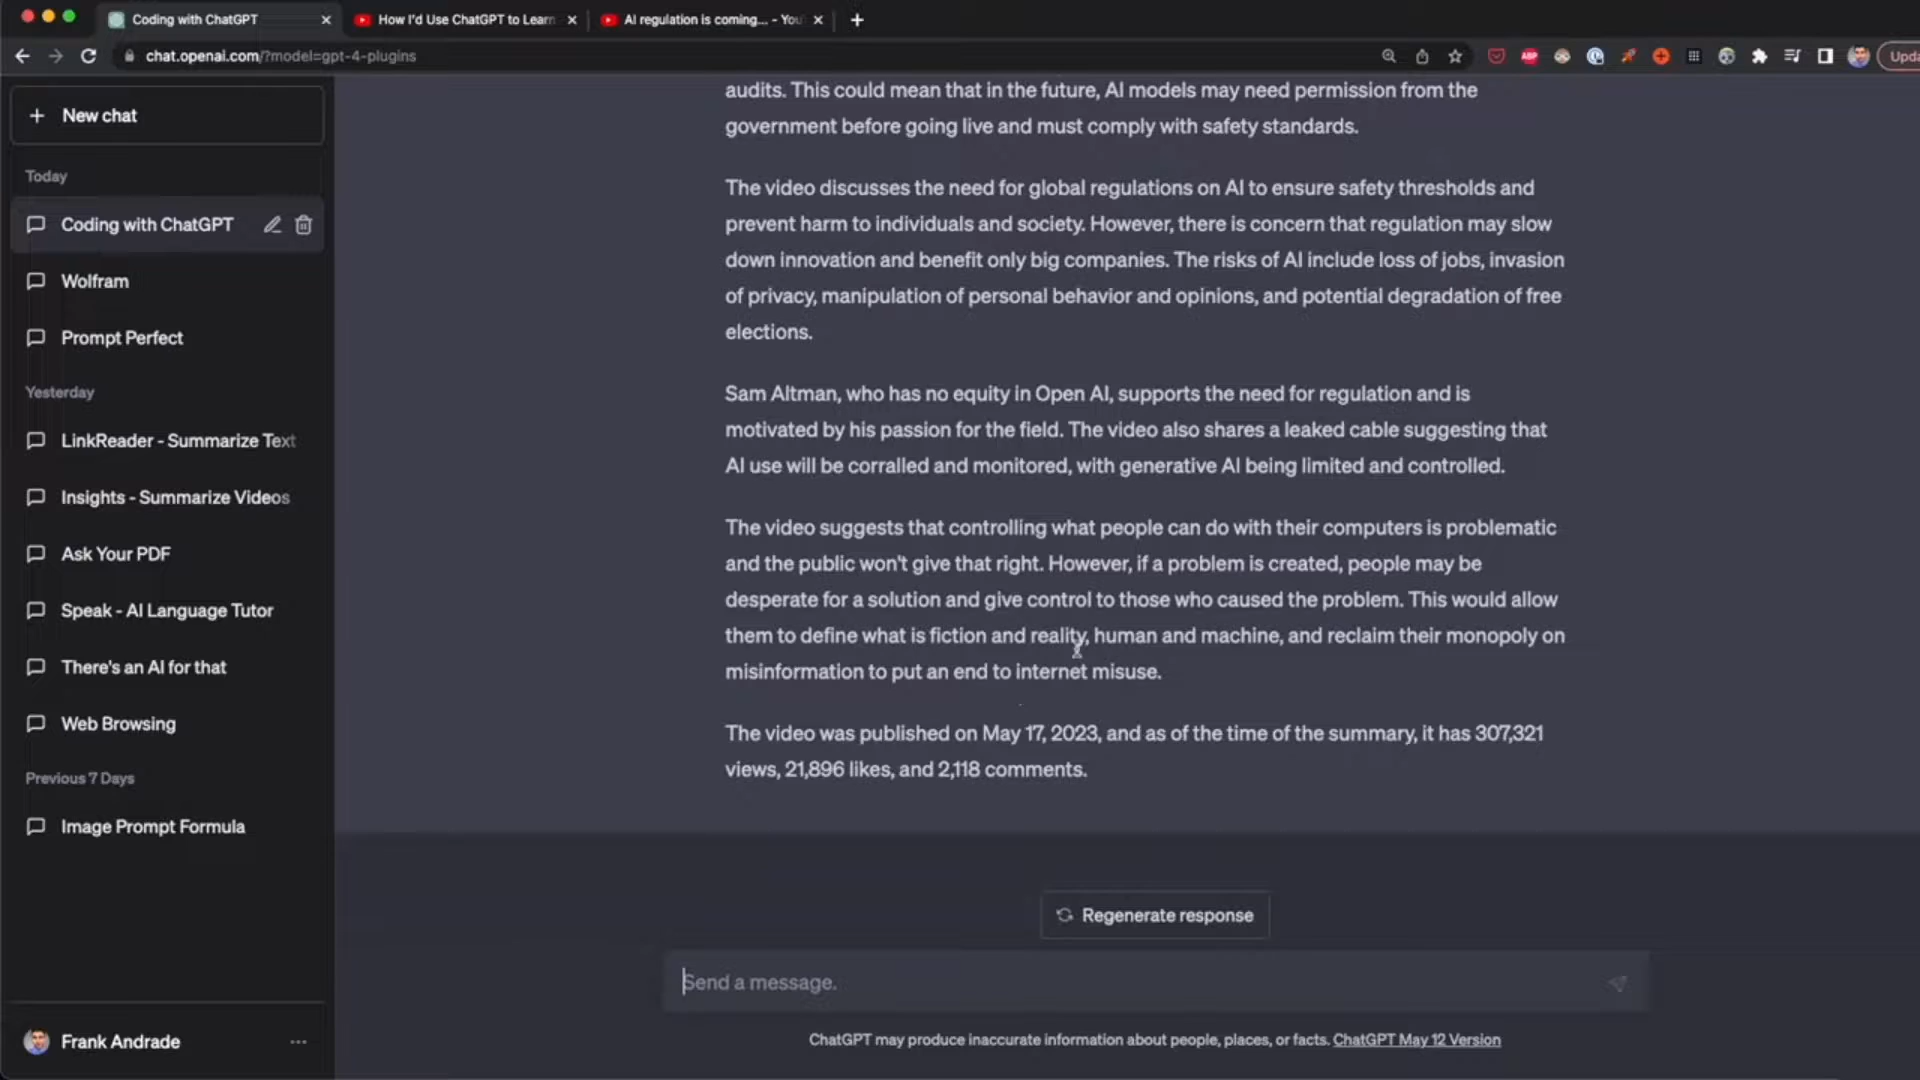 Coding with ChatGPT
How I'd Use ChatGPT to Learn
AI regulation is coming... - You
chat.openai.com/?model=gpt-4-plugins
ABP
Upda
New chat
Today
Coding with ChatGPT
Wolfram
Prompt Perfect
Yesterday
LinkReader - Summarize Text
Insights - Summarize Videos
Ask Your PDF
Speak - AI Language Tutor
There's an AI for that
Web Browsing
Previous 7 Days
Image Prompt Formula
Frank Andrade
audits. This could mean that in the future, AI models may need permission from the
government before going live and must comply with safety standards.
The video discusses the need for global regulations on AI to ensure safety thresholds and
prevent harm to individuals and society. However, there is concern that regulation may slow
down innovation and benefit only big companies. The risks of AI include loss of jobs, invasion
of privacy, manipulation of personal behavior and opinions, and potential degradation of free
elections.
Sam Altman, who has no equity in Open AI, supports the need for regulation and is
motivated by his passion for the field. The video also shares a leaked cable suggesting that
AI use will be corralled and monitored, with generative AI being limited and controlled.
The video suggests that controlling what people can do with their computers is problematic
and the public won't give that right. However, if a problem is created, people may be
desperate for a solution and give control to those who caused the problem. This would allow
them to define what is fiction and reality, human and machine, and reclaim their monopoly on
misinformation to put an end to internet misuse.
The video was published on May 17, 2023, and as of the time of the summary, it has 307,321
views, 21,896 likes, and 2,118 comments.
Regenerate response
Send a message.
ChatGPT may produce inaccurate information about people, places, or facts. ChatGPT May 12 Version